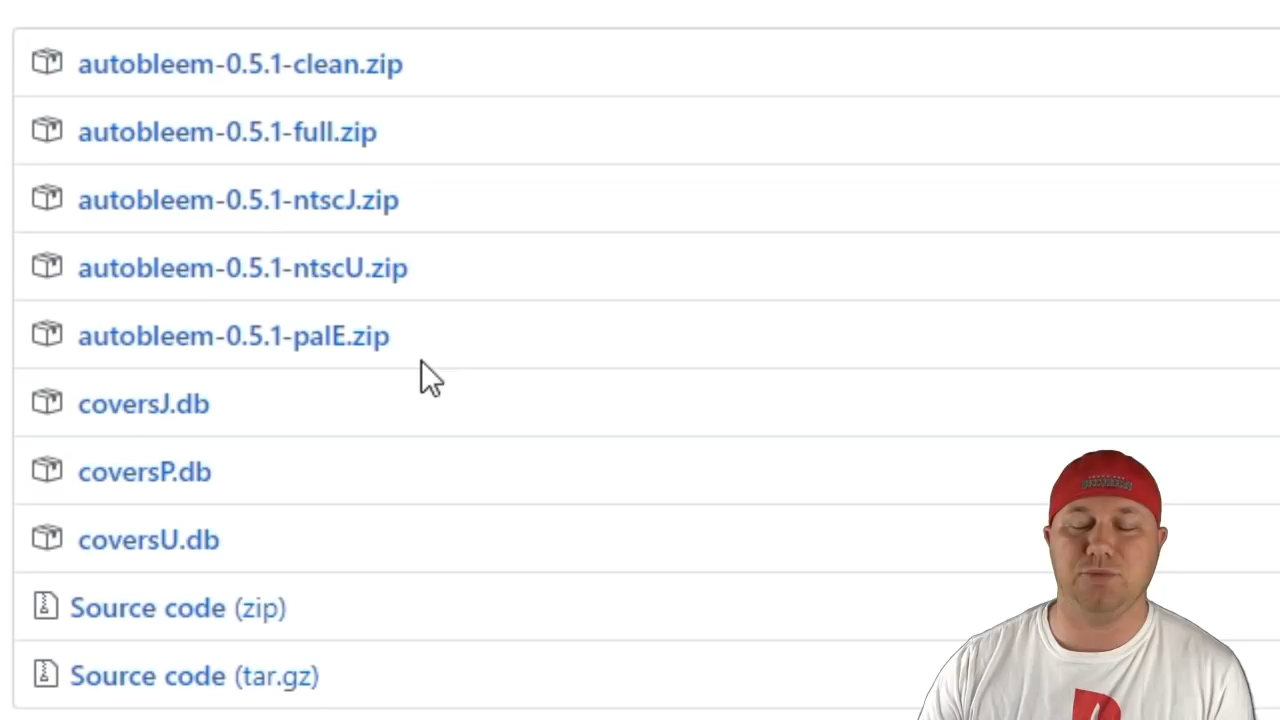 autobleem-0.5.1-clean.zip
autobleem-0.5.1-full.zip
autobleem-0.5.1-ntscJ.zip
autobleem-0.5.1-ntscU.zip
autobleem-0.5.1-palE.zip
coversJ.db
coversP.db
coversU.db
Source code (zip)
Source code (tar.gz)